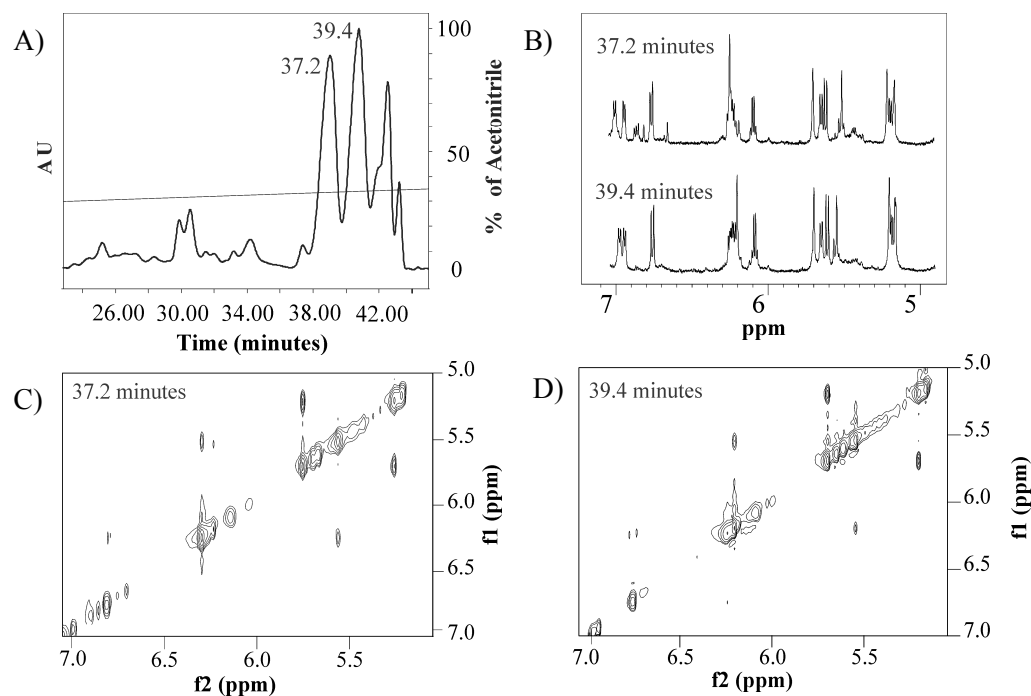 A)
39.4
37.2
AU
100
50
0
% of Acetonitrile
26.00 30.00 34.00 38.00 42.00
Time (minutes)
B)
37.2 minutes
39.4 minutes
7 6 5
ppm
C)
37.2 minutes
5.0
5.5
6.0
6.5
7.0
f1 (ppm)
7.0 6.5 6.0 5.5
f2 (ppm)
D)
39.4 minutes
5.0
5.5
6.0
6.5
7.0
f1 (ppm)
7.0 6.5 6.0 5.5
f2 (ppm)